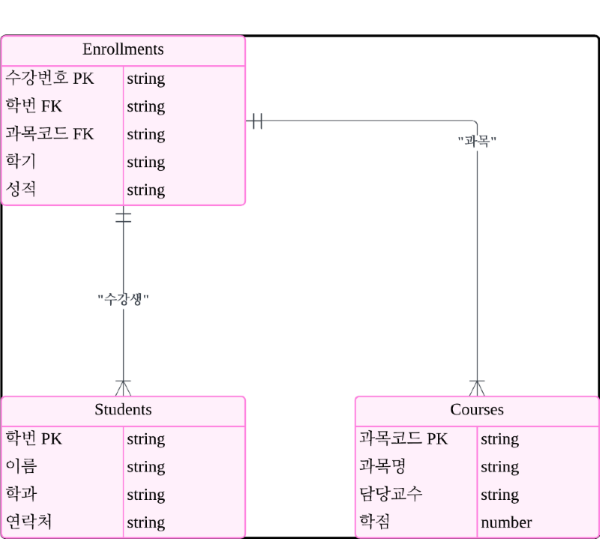 Enrollments
수강번호 PK string
학번 FK string
과목코드 FK string
학기 string
성적 string
"과목"
"수강생"
Students
학번 PK string
이름 string
학과 string
연락처 string
Courses
과목코드 PK string
과목명 string
담당교수 string
학점 number